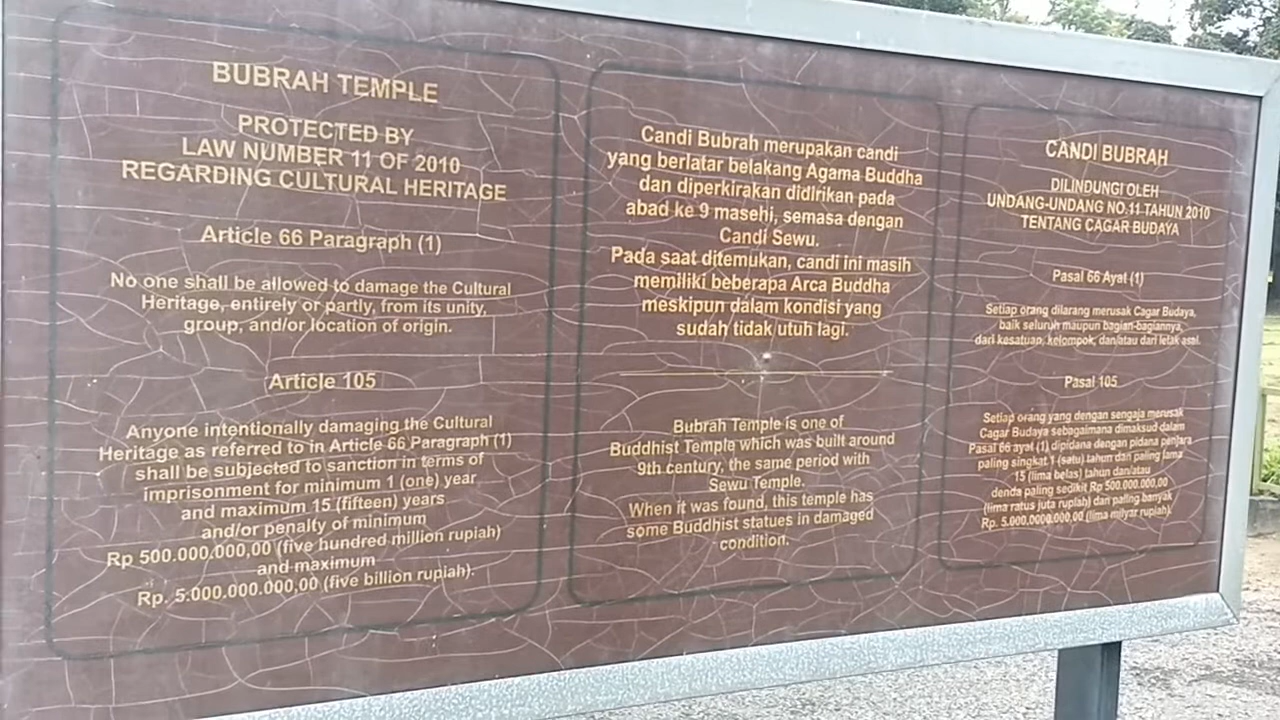 BUBRAH TEMPLE
PROTECTED BY
LAW NUMBER 11 OF 2010
REGARDING CULTURAL HERITAGE
Article 66 Paragraph (1)
No one shall be allowed to damage the Cultural
Heritage, entirely or partly, from its unity,
group, and/or location of origin.
Article 105
Anyone intentionally damaging the Cultural
Heritage as referred to in Article 66 Paragraph (1)
shall be subjected to sanction in terms of
imprisonment for minimum 1 (one) year
and maximum 15 (fifteen) years
and/or penalty of minimum
Rp 500.000.000,00 (five hundred million rupiah)
and maximum
Rp. 5.000.000.000,00 (five billion rupiah).
Candi Bubrah merupakan candi
yang berlatar belakang Agama Buddha
dan diperkirakan didirikan pada
abad ke 9 masehi, semasa dengan
Candi Sewu.
Pada saat ditemukan, candi ini masih
memiliki beberapa Arca Buddha
meskipun dalam kondisi yang
sudah tidak utuh lagi.
Bubrah Temple is one of
Buddhist Temple which was built around
9th century, the same period with
Sewu Temple.
When it was found, this temple has
some Buddhist statues in damaged
condition.
CANDI BUBRAH
DILINDUNGI OLEH
UNDANG-UNDANG NO.11 TAHUN 2010
TENTANG CAGAR BUDAYA
Pasal 66 Ayat (1)
Setiap orang dilarang merusak Cagar Budaya,
baik seluruh maupun bagian-bagiannya,
dari kesatuan, kelompok, dan/atau dari letak asal.
Pasal 105
Setiap orang yang dengan sengaja merusak
Cagar Budaya sebagaimana dimaksud dalam
Pasal 66 ayat (1) dipidana dengan pidana penjara
paling singkat 1 (satu) tahun dan paling lama
15 (lima belas) tahun dan/atau
denda paling sedikit Rp 500.000.000,00
(lima ratus juta rupiah) dan paling banyak
Rp. 5.000.0000.000,00 (lima milyar rupiah).